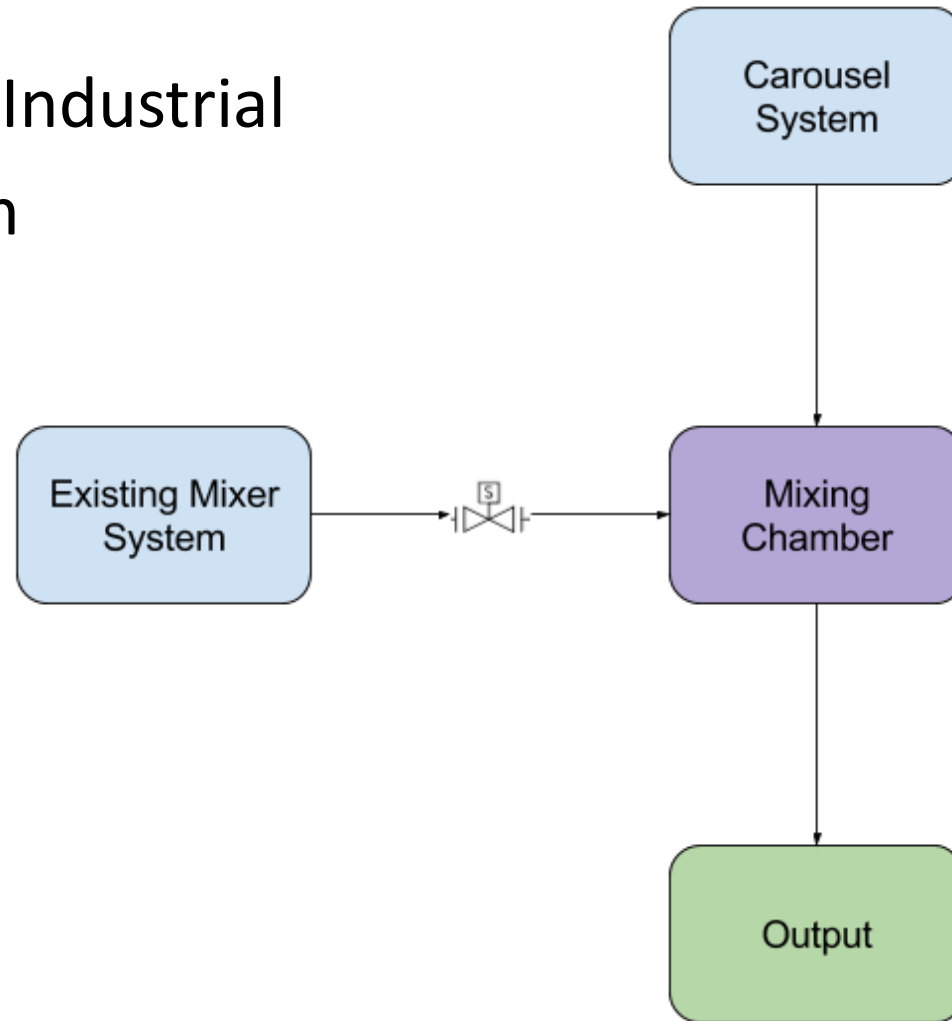 Industrial
Carousel
System
Existing Mixer
System
S
Mixing
Chamber
Output